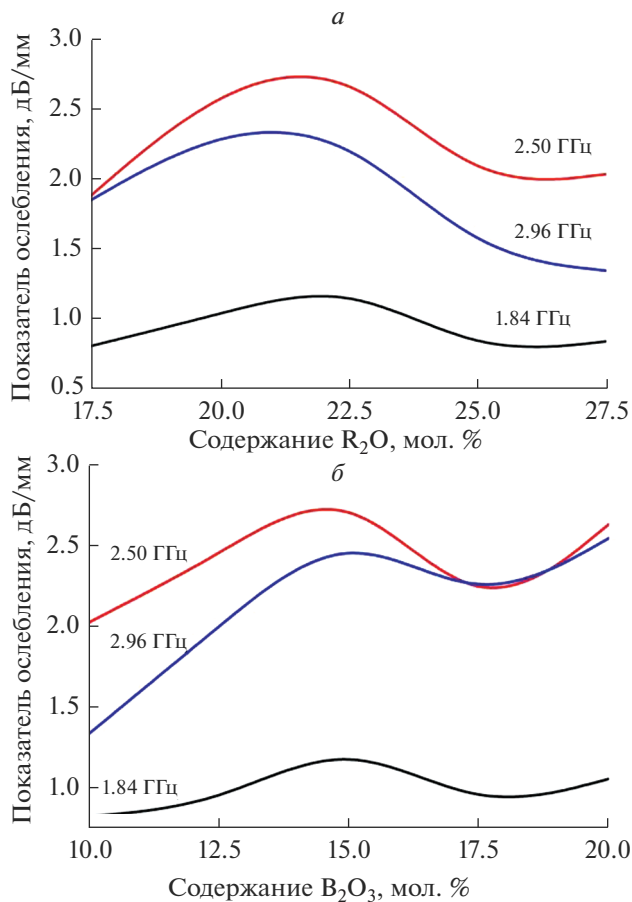 а
Показатель ослабления, дБ/мм
3.0
2.5
2.0
1.5
1.0
0.5
2.50 ГГц
2.96 ГГц
1.84 ГГц
17.5 20.0 22.5 25.0 27.5
Содержание R₂O, мол. %
б
Показатель ослабления, дБ/мм
3.0
2.5
2.0
1.5
1.0
2.50 ГГц
2.96 ГГц
1.84 ГГц
10.0 12.5 15.0 17.5 20.0
Содержание B₂O₃, мол. %